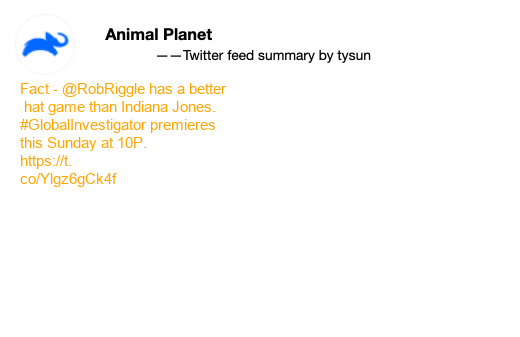 Animal Planet
——Twitter feed summary by tysun
Fact - @RobRiggle has a better
hat game than Indiana Jones.
#GlobalInvestigator premieres
this Sunday at 10P.
https://t.
co/Ylgz6gCk4f